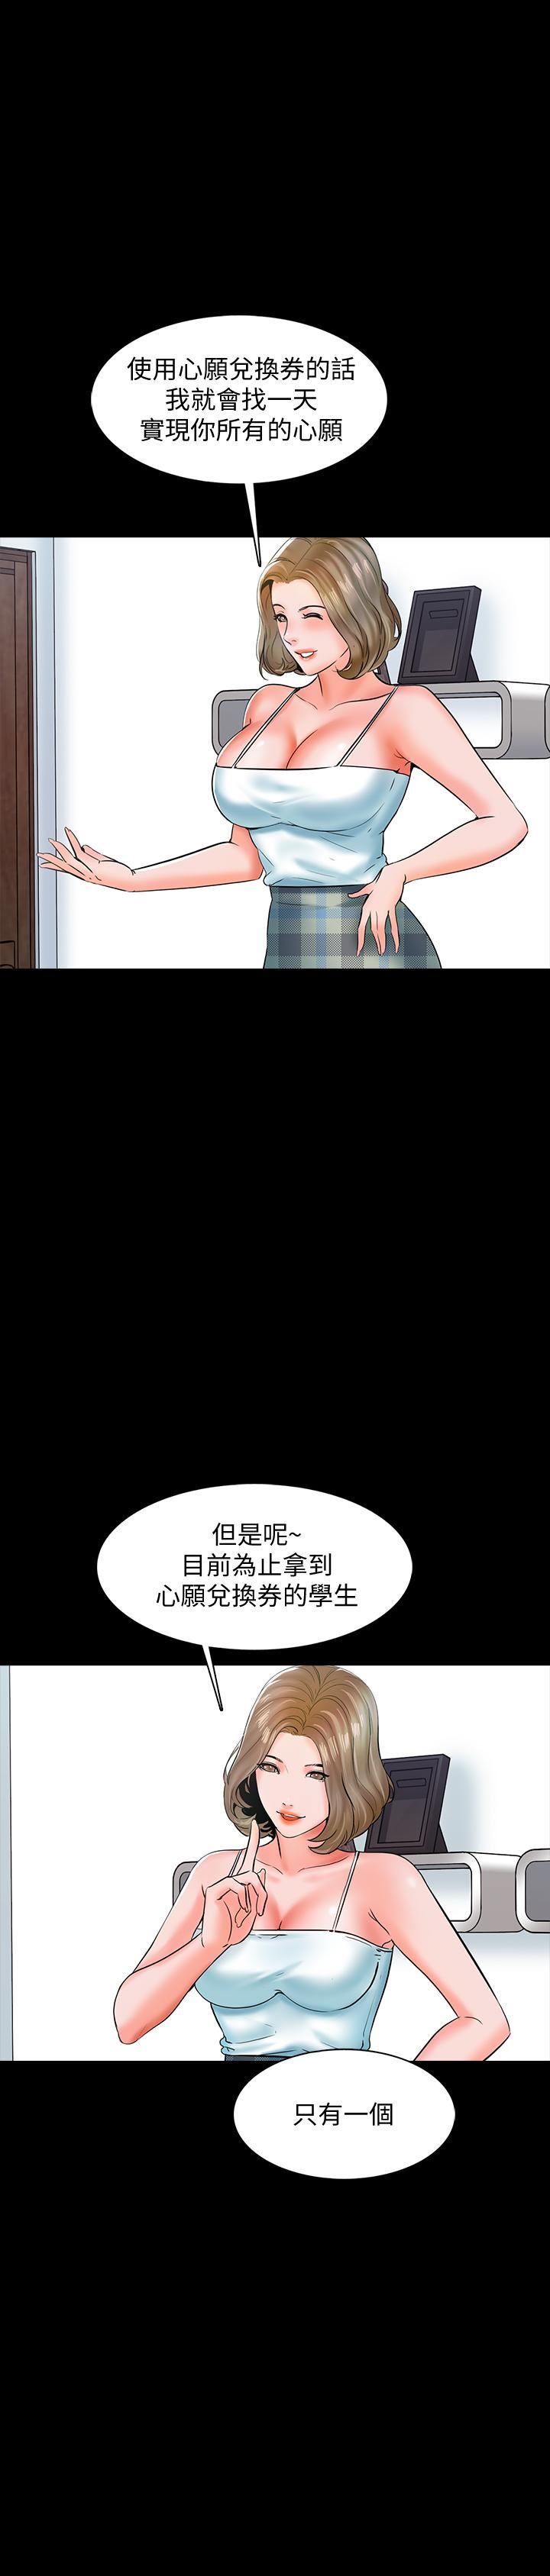 使用心願兌換券的話
我就會找一天
實現你所有的心願
但是呢~
目前為止拿到
心願兌換券的學生
只有一個